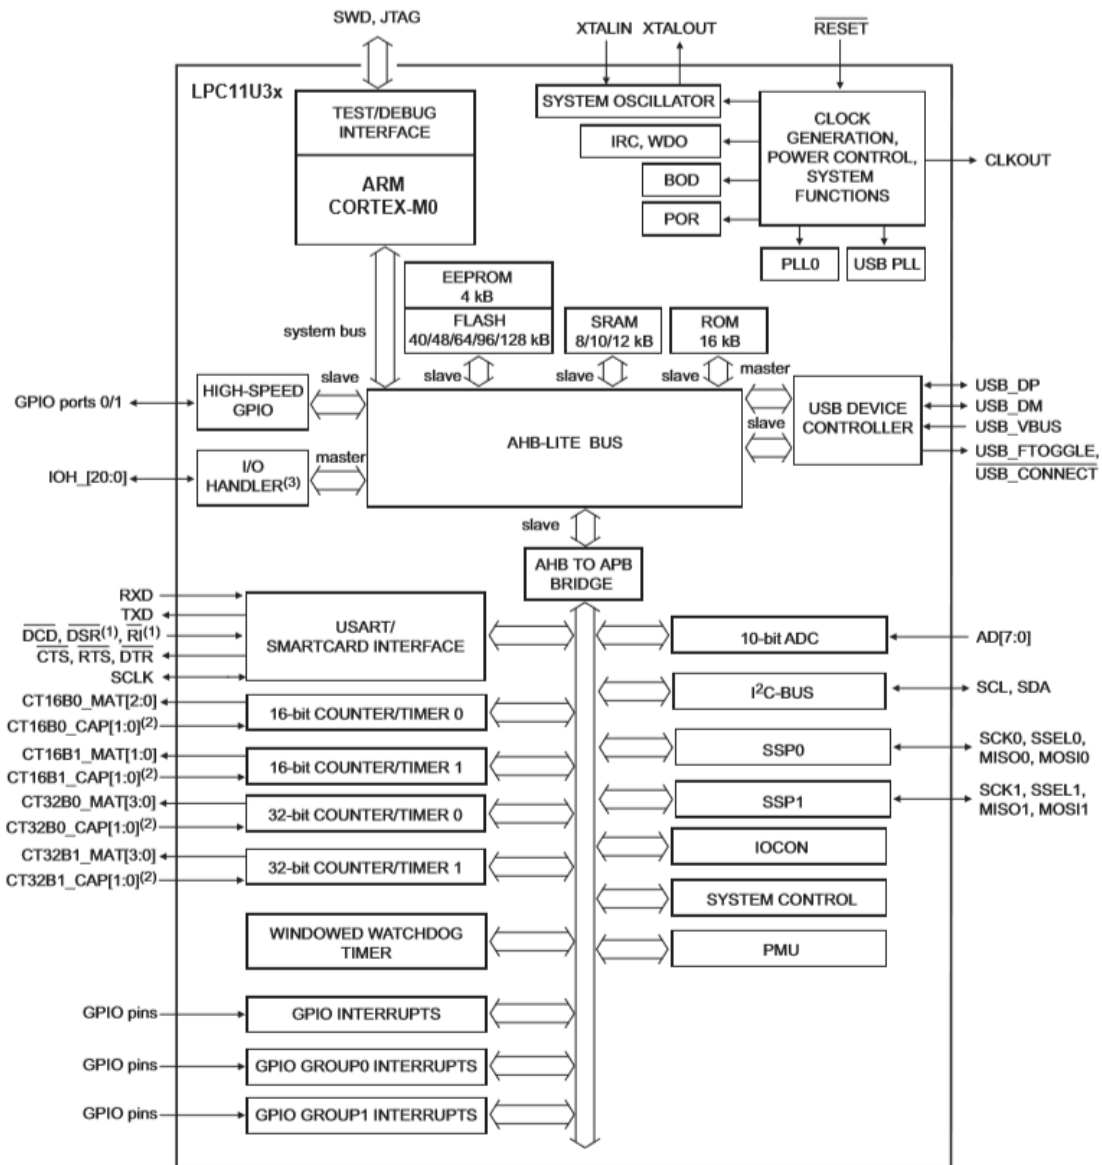 SWD, JTAG
XTALIN XTALOUT
RESET
LPC11U3x
TEST/DEBUG
INTERFACE
ARM
CORTEX-M0
SYSTEM OSCILLATOR
IRC, WDO
BOD
POR
CLOCK
GENERATION,
POWER CONTROL,
SYSTEM
FUNCTIONS
CLKOUT
PLL0
USB PLL
system bus
EEPROM
4 kB
FLASH
40/48/64/96/128 kB
SRAM
8/10/12 kB
ROM
16 kB
slave
slave
slave
slave
master
GPIO ports 0/1
HIGH-SPEED
GPIO
AHB-LITE BUS
slave
USB DEVICE
CONTROLLER
USB_DP
USB_DM
USB_VBUS
USB_FTOGGLE,
USB_CONNECT
IOH_[20:0]
I/O
HANDLER(3)
master
slave
AHB TO APB
BRIDGE
RXD
TXD
DCD, DSR(1), RI(1)
CTS, RTS, DTR
SCLK
USART/
SMARTCARD INTERFACE
10-bit ADC
AD[7:0]
CT16B0_MAT[2:0]
CT16B0_CAP[1:0](2)
16-bit COUNTER/TIMER 0
I2C-BUS
SCL, SDA
CT16B1_MAT[1:0]
CT16B1_CAP[1:0](2)
16-bit COUNTER/TIMER 1
SSP0
SCK0, SSEL0,
MISO0, MOSI0
CT32B0_MAT[3:0]
CT32B0_CAP[1:0](2)
32-bit COUNTER/TIMER 0
SSP1
SCK1, SSEL1,
MISO1, MOSI1
CT32B1_MAT[3:0]
CT32B1_CAP[1:0](2)
32-bit COUNTER/TIMER 1
IOCON
SYSTEM CONTROL
WINDOWED WATCHDOG
TIMER
PMU
GPIO pins
GPIO INTERRUPTS
GPIO pins
GPIO GROUP0 INTERRUPTS
GPIO pins
GPIO GROUP1 INTERRUPTS